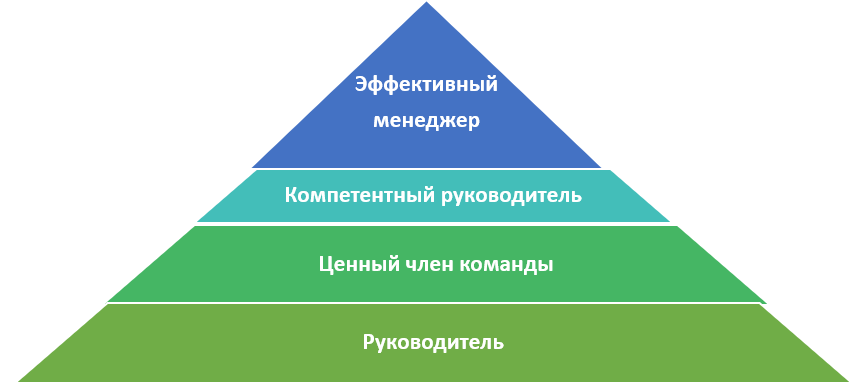 Эффективный
менеджер
Компетентный руководитель
Ценный член команды
Руководитель